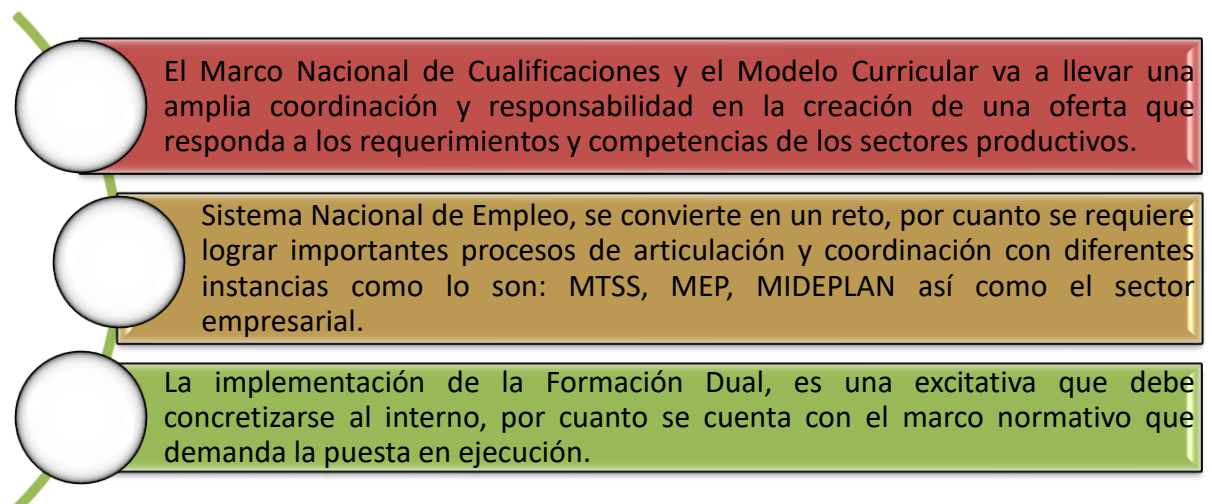 El Marco Nacional de Cualificaciones y el Modelo Curricular va a llevar una
amplia coordinación y responsabilidad en la creación de una oferta que
responda a los requerimientos y competencias de los sectores productivos.
Sistema Nacional de Empleo, se convierte en un reto, por cuanto se requiere
lograr importantes procesos de articulación y coordinación con diferentes
instancias como lo son: MTSS, MEP, MIDEPLAN así como el sector
empresarial.
La implementación de la Formación Dual, es una excitativa que debe
concretizarse al interno, por cuanto se cuenta con el marco normativo que
demanda la puesta en ejecución.